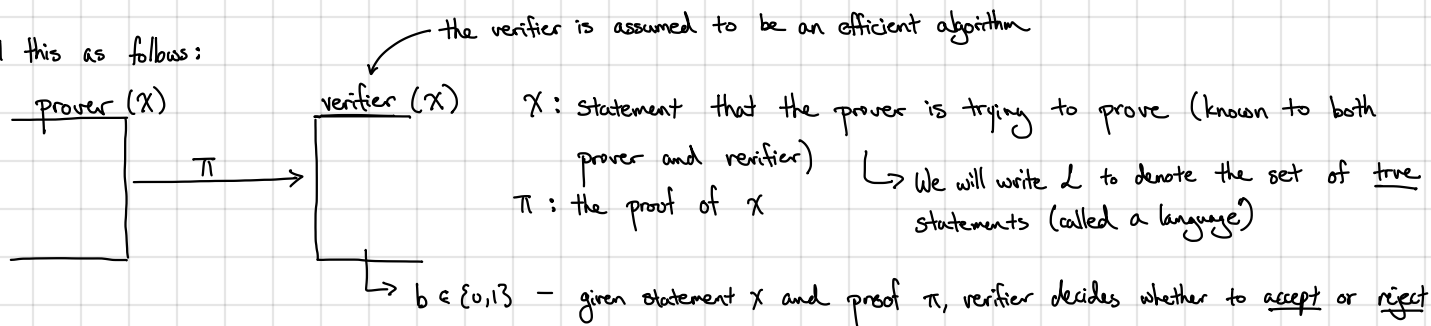 the verifier is assumed to be an efficient algorithm
this as follows:
prover (X)
verifier (X)
X : statement that the prover is trying to prove (known to both
prover and verifier)
π
↳ We will write L to denote the set of true
π : the proof of X
statements (called a language)
↳ b ∈ {0,1} – given statement X and proof π, verifier decides whether to accept or reject